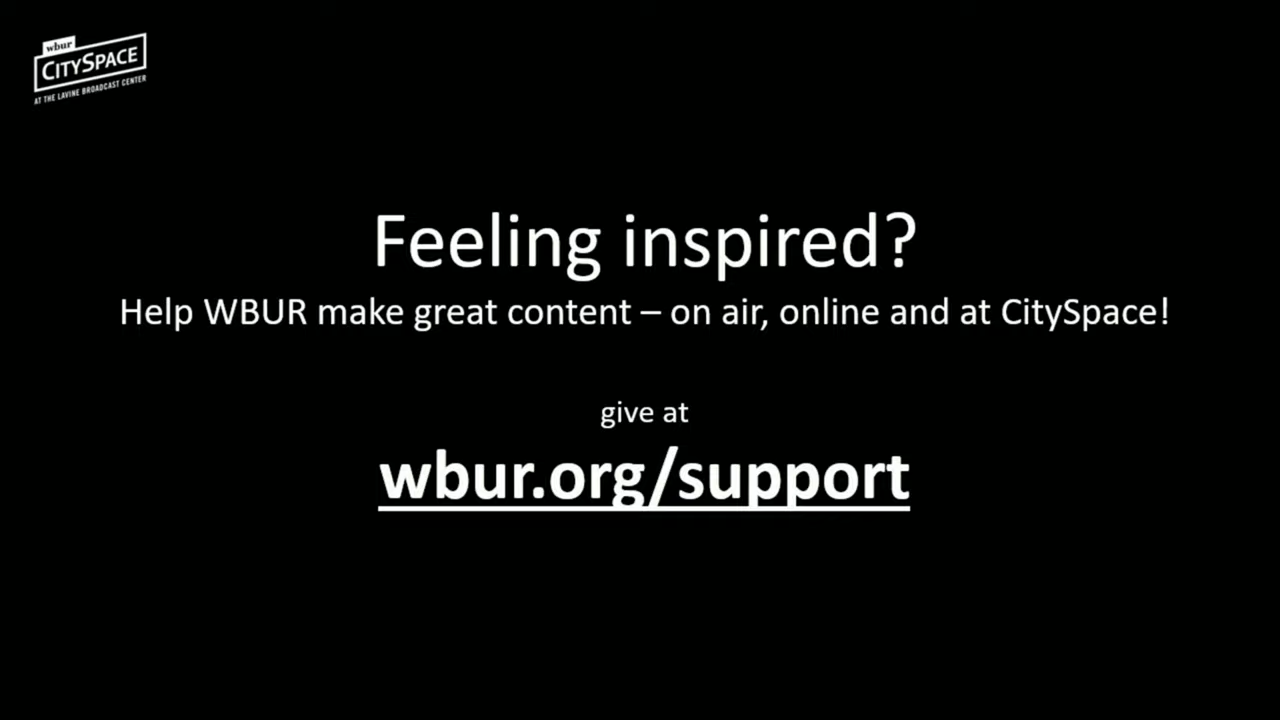 wbur
CITYSPACE
AT THE LAVINE BROADCAST CENTER
Feeling inspired?
Help WBUR make great content – on air, online and at CitySpace!
give at
wbur.org/support